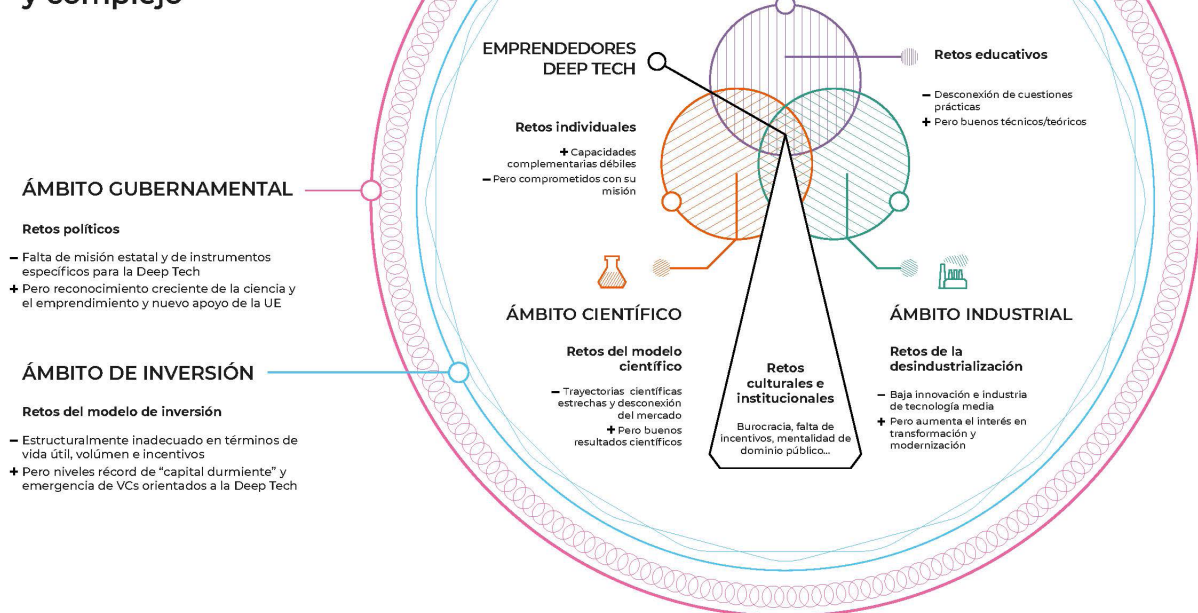 y complejo
EMPRENDEDORES
DEEP TECH
Retos individuales
+ Capacidades
complementarias débiles
– Pero comprometidos con su
misión
Retos educativos
– Desconexión de cuestiones
prácticas
+ Pero buenos técnicos/teóricos
ÁMBITO GUBERNAMENTAL
Retos políticos
– Falta de misión estatal y de instrumentos
específicos para la Deep Tech
+ Pero reconocimiento creciente de la ciencia y
el emprendimiento y nuevo apoyo de la UE
ÁMBITO DE INVERSIÓN
Retos del modelo de inversión
– Estructuralmente inadecuado en términos de
vida útil, volúmen e incentivos
+ Pero niveles récord de “capital durmiente” y
emergencia de VCs orientados a la Deep Tech
ÁMBITO CIENTÍFICO
Retos del modelo
científico
– Trayectorias científicas
estrechas y desconexión
del mercado
+ Pero buenos
resultados científicos
Retos
culturales e
institucionales
Burocracia, falta de
incentivos, mentalidad de
dominio público...
ÁMBITO INDUSTRIAL
Retos de la
desindustrialización
– Baja innovación e industria
de tecnología media
+ Pero aumenta el interés en
transformación y
modernización